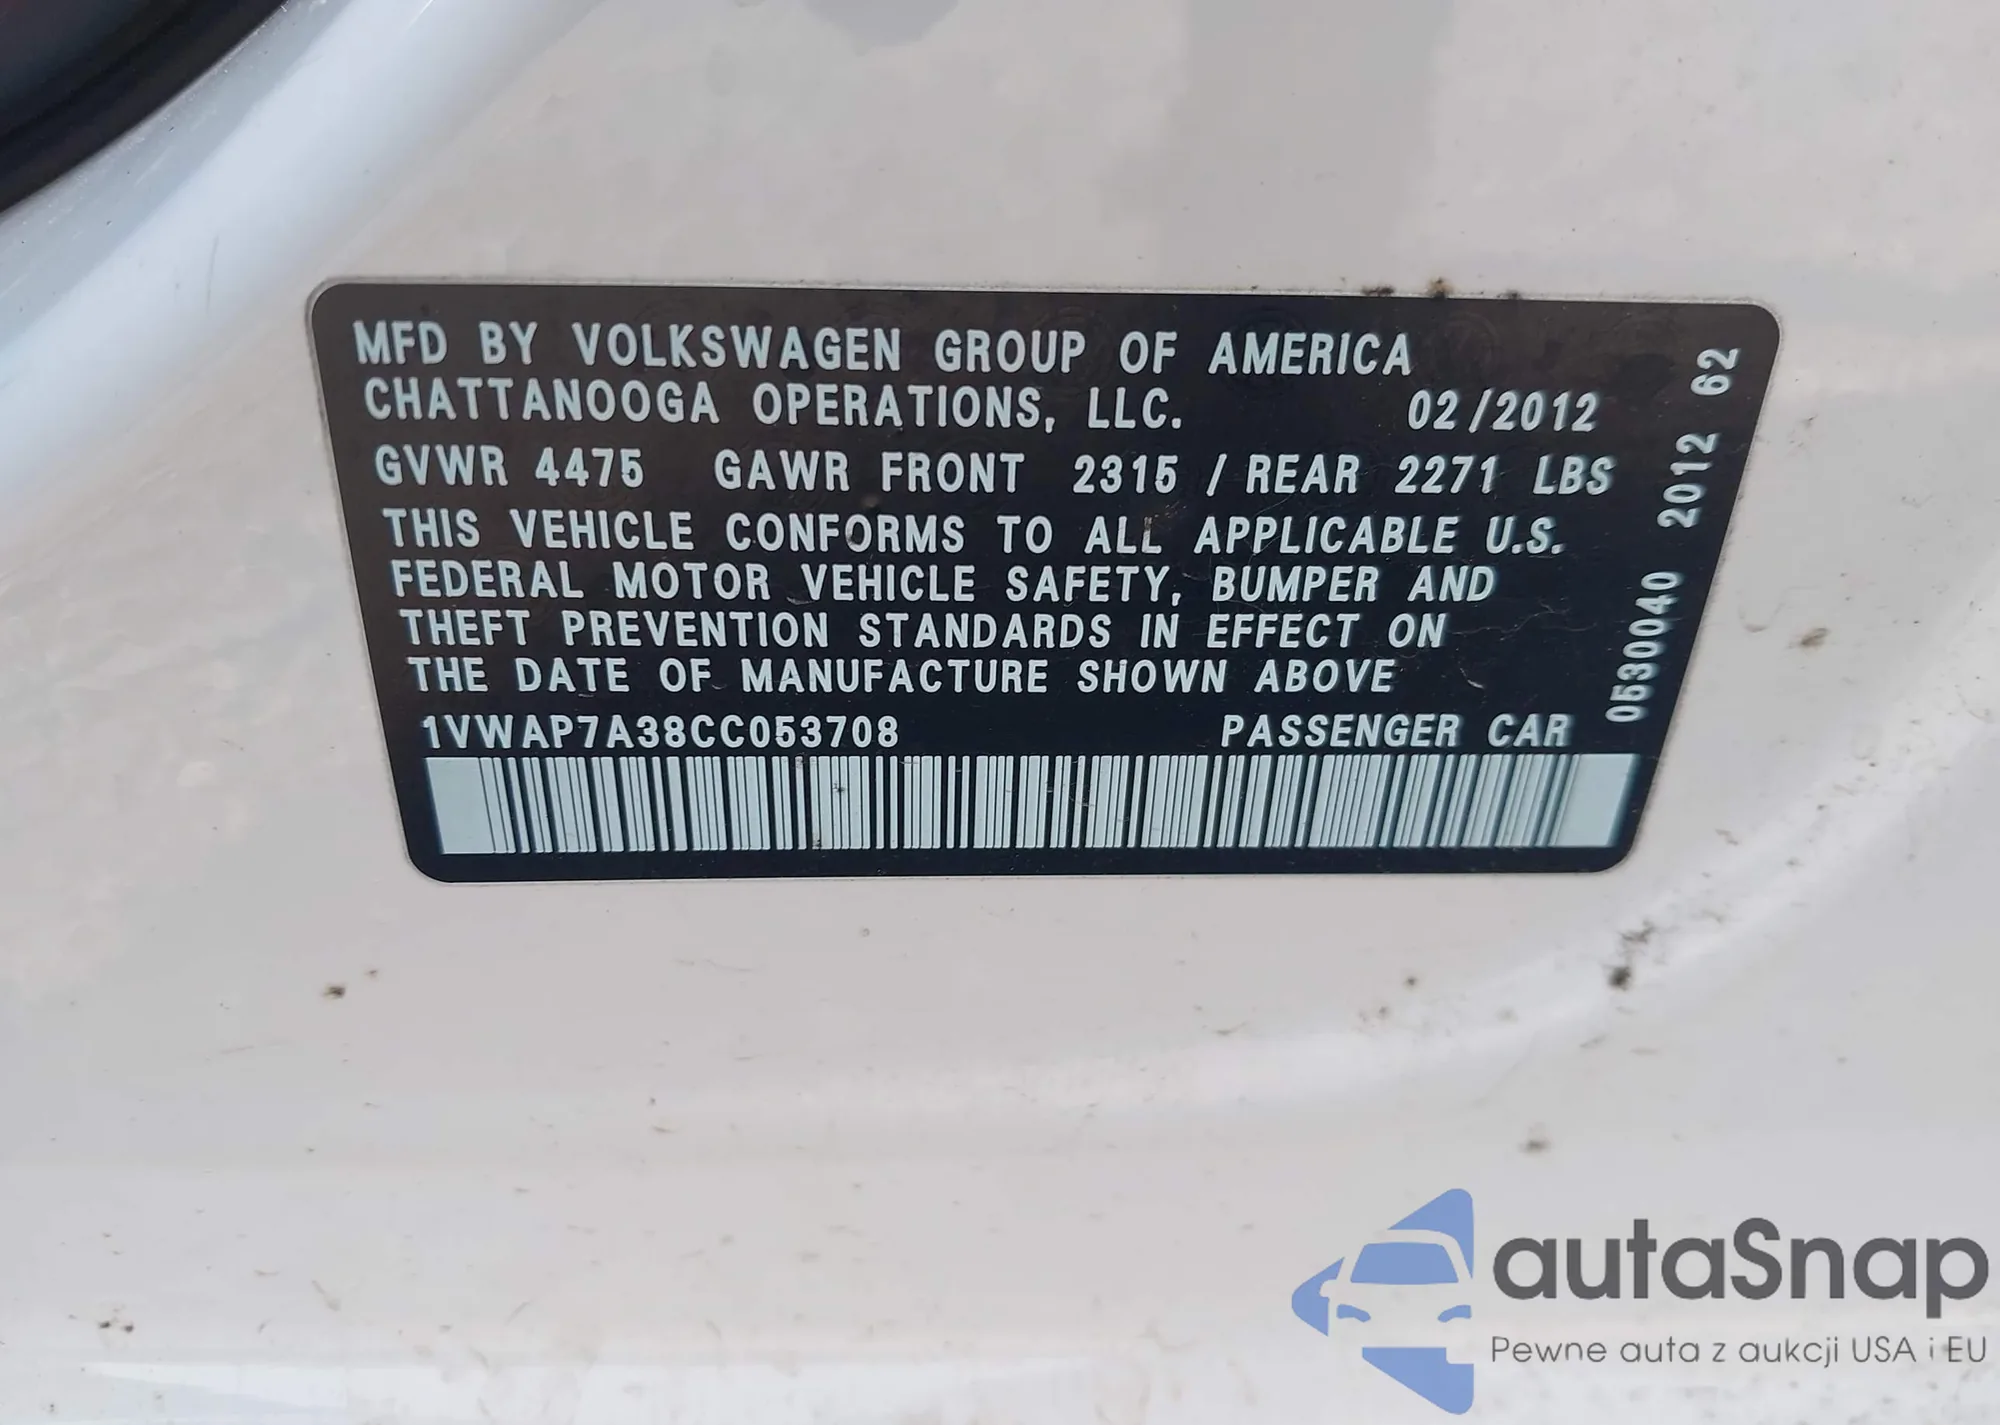 MFD BY VOLKSWAGEN GROUP OF AMERICA
CHATTANOOGA OPERATIONS, LLC. 02/2012
GVWR 4475 GAWR FRONT 2315 / REAR 2271 LBS
THIS VEHICLE CONFORMS TO ALL APPLICABLE U.S.
FEDERAL MOTOR VEHICLE SAFETY, BUMPER AND
THEFT PREVENTION STANDARDS IN EFFECT ON
THE DATE OF MANUFACTURE SHOWN ABOVE
1VWAP7A38CC053708 PASSENGER CAR
0530040 2012 62
autaSnap
Pewne auta z aukcji USA i EU